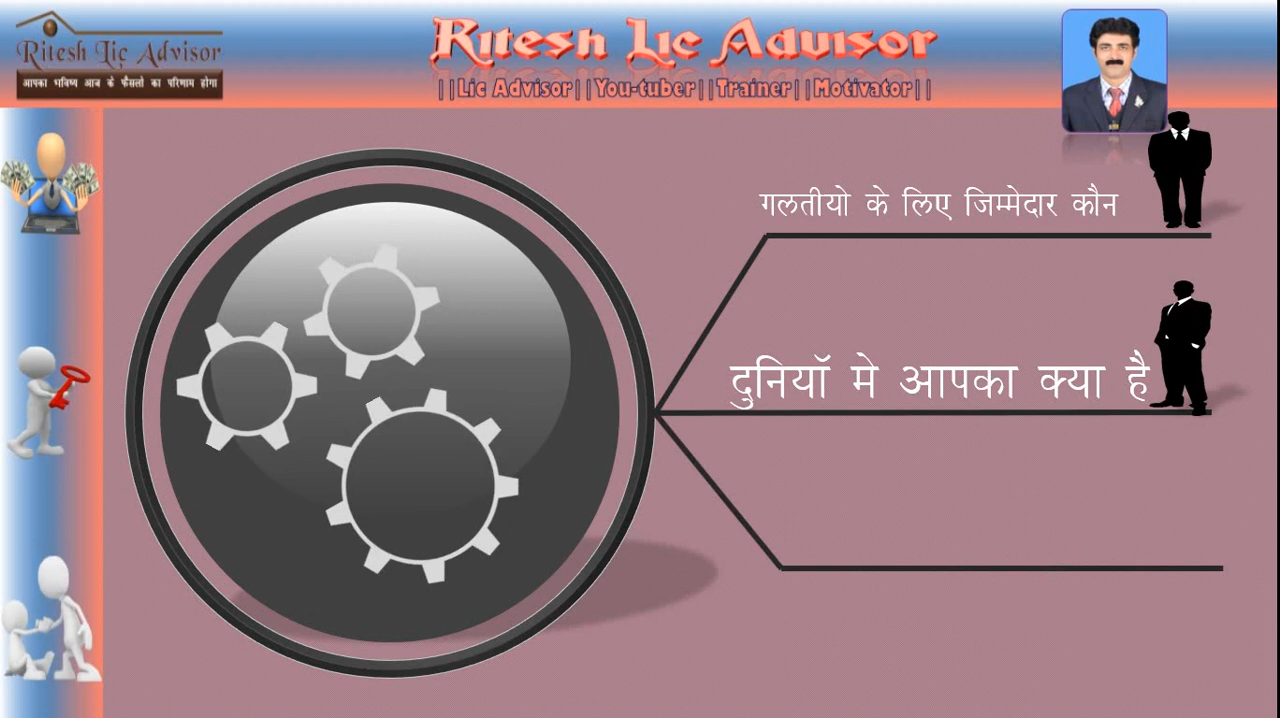 Ritesh Lic Advisor
आपका भविष्य आज के फैसलो का परिणाम होगा
Ritesh Lic Advisor
||Lic Advisor||You-tuber||Trainer||Motivator||
गलतीयो के लिए जिम्मेदार कौन
दुनियॉ मे आपका क्या है